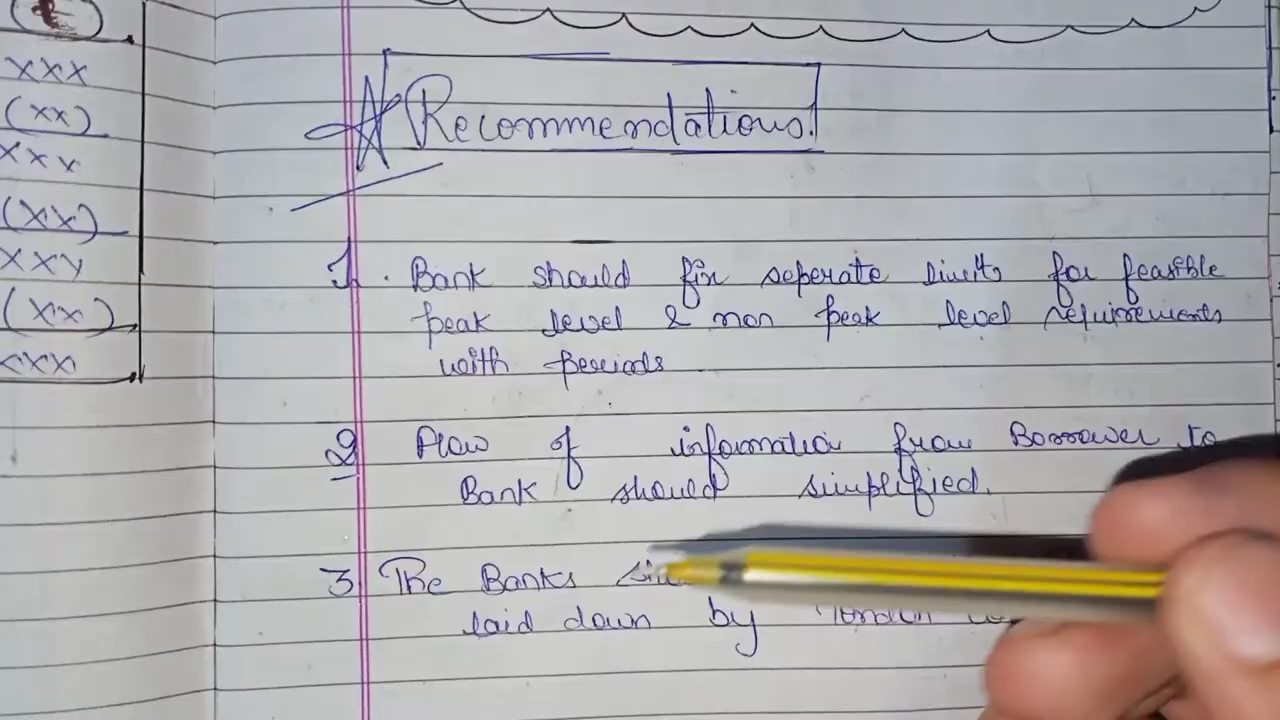 (t)
XXX
(XX)
XXX
(XX)
XXY
(XX)
XXX
Recommendations.
1. Bank should fix seperate limits for feasible
peak level & non peak level requirements
with periods
2 Flow of information from Borrower to
Bank should simplified.
3 The Banks
laid down by Tondon